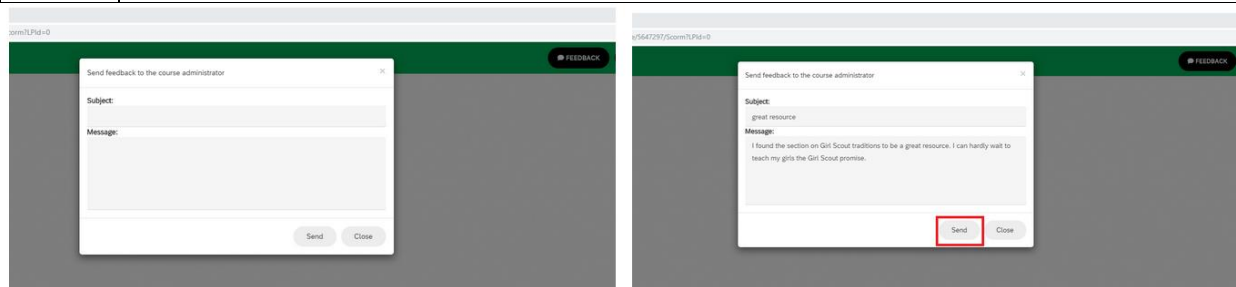 corm?LPId=0
FEEDBACK
Send feedback to the course administrator ×
Subject:
Message:
Send Close
e/5647297/Scorm?LPId=0
FEEDBACK
Send feedback to the course administrator ×
Subject:
great resource
Message:
I found the section on Girl Scout traditions to be a great resource. I can hardly wait to
teach my girls the Girl Scout promise.
Send Close